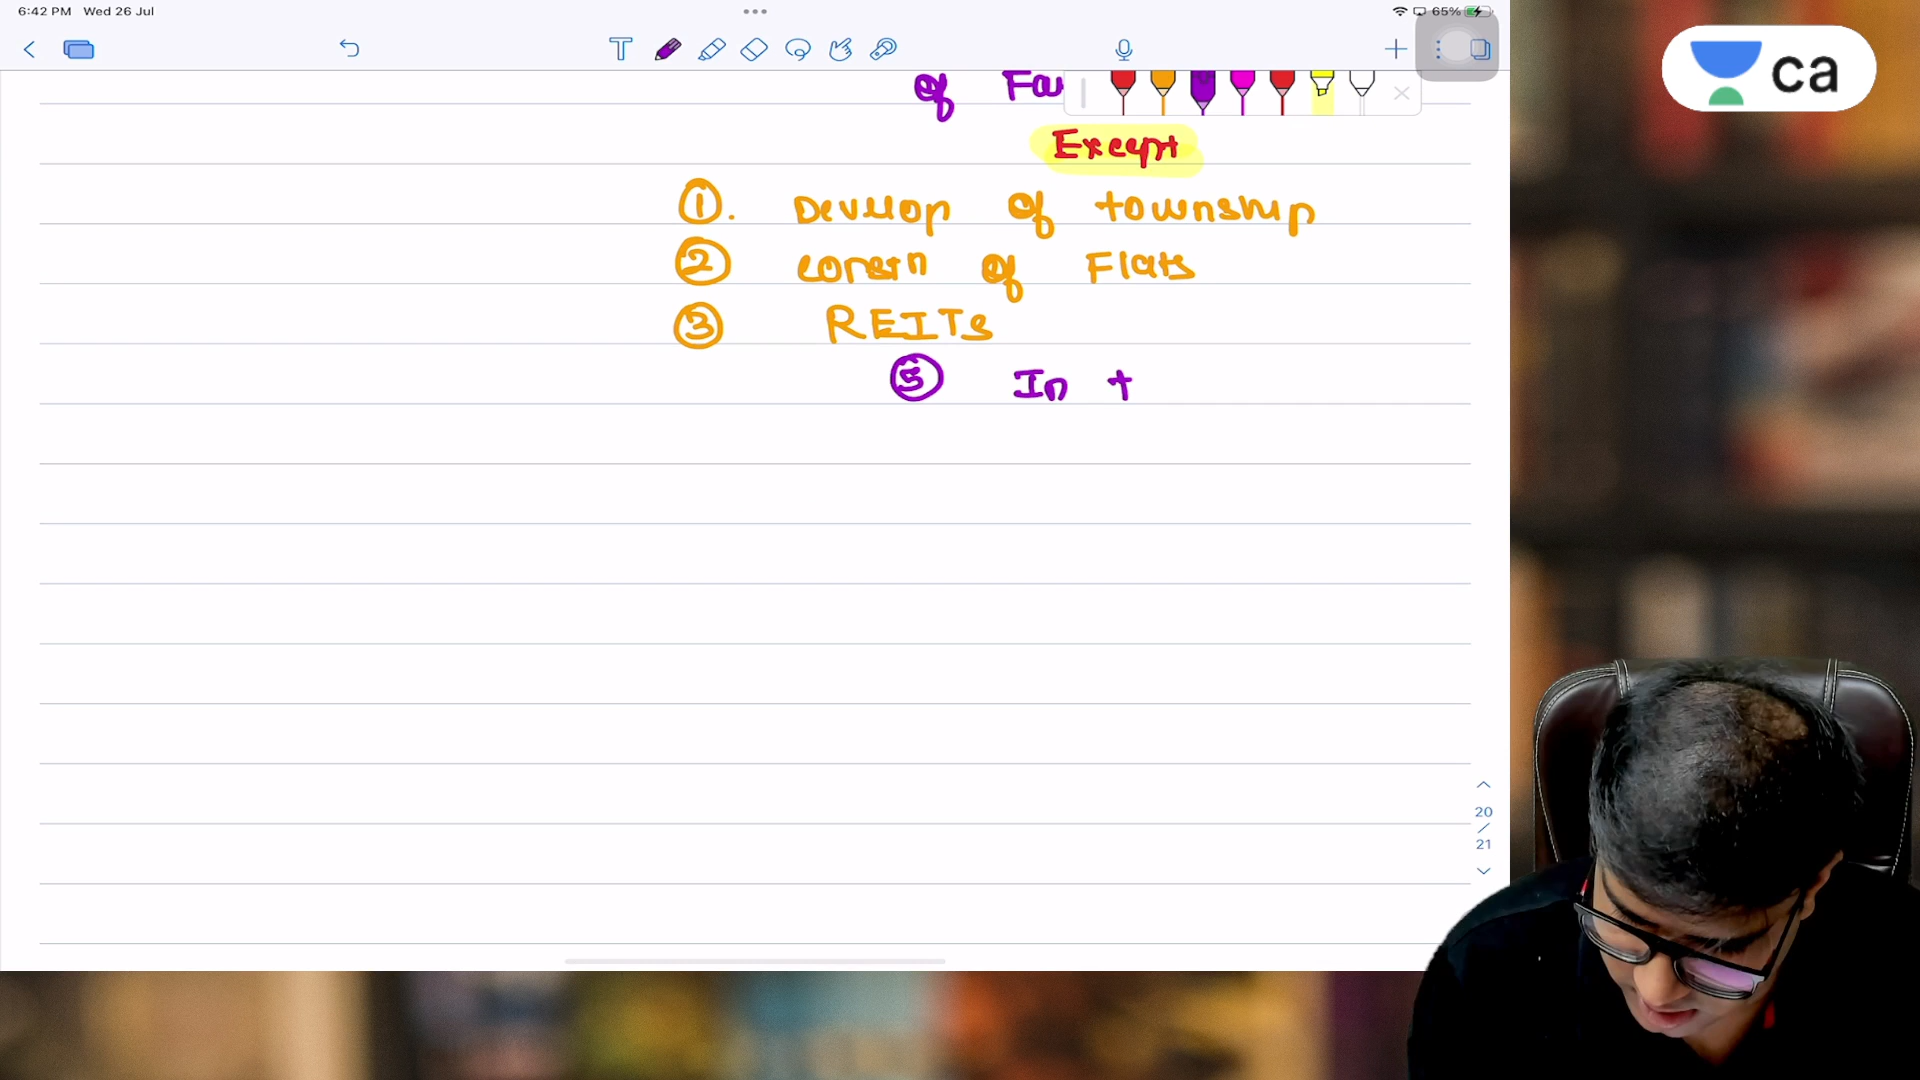 6:42 PM Wed 26 Jul
65%
ca
of Far
Except
1. Develop of township
2 constn of Flats
3 REITs
5 In t
20
/
21